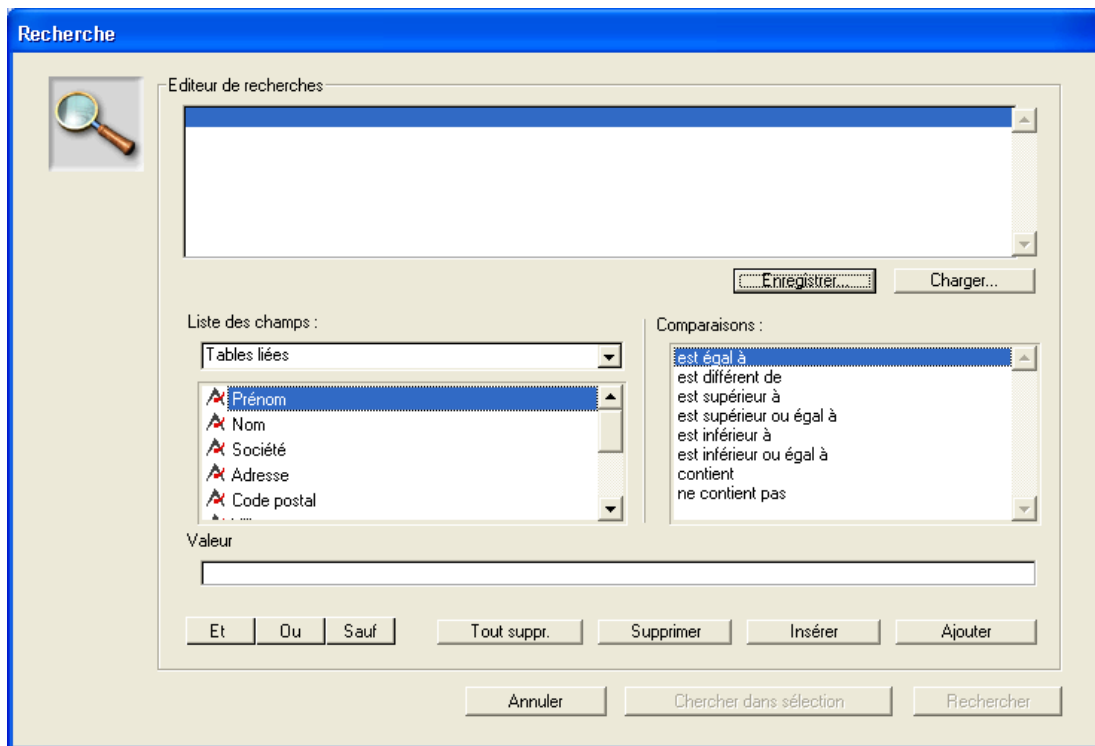 Recherche
Editeur de recherches
Enregistrer...
Charger...
Liste des champs :
Tables liées
Prénom
Nom
Société
Adresse
Code postal
Comparaisons :
est égal à
est différent de
est supérieur à
est supérieur ou égal à
est inférieur à
est inférieur ou égal à
contient
ne contient pas
Valeur
Et Ou Sauf Tout suppr. Supprimer Insérer Ajouter
Annuler Chercher dans sélection Rechercher